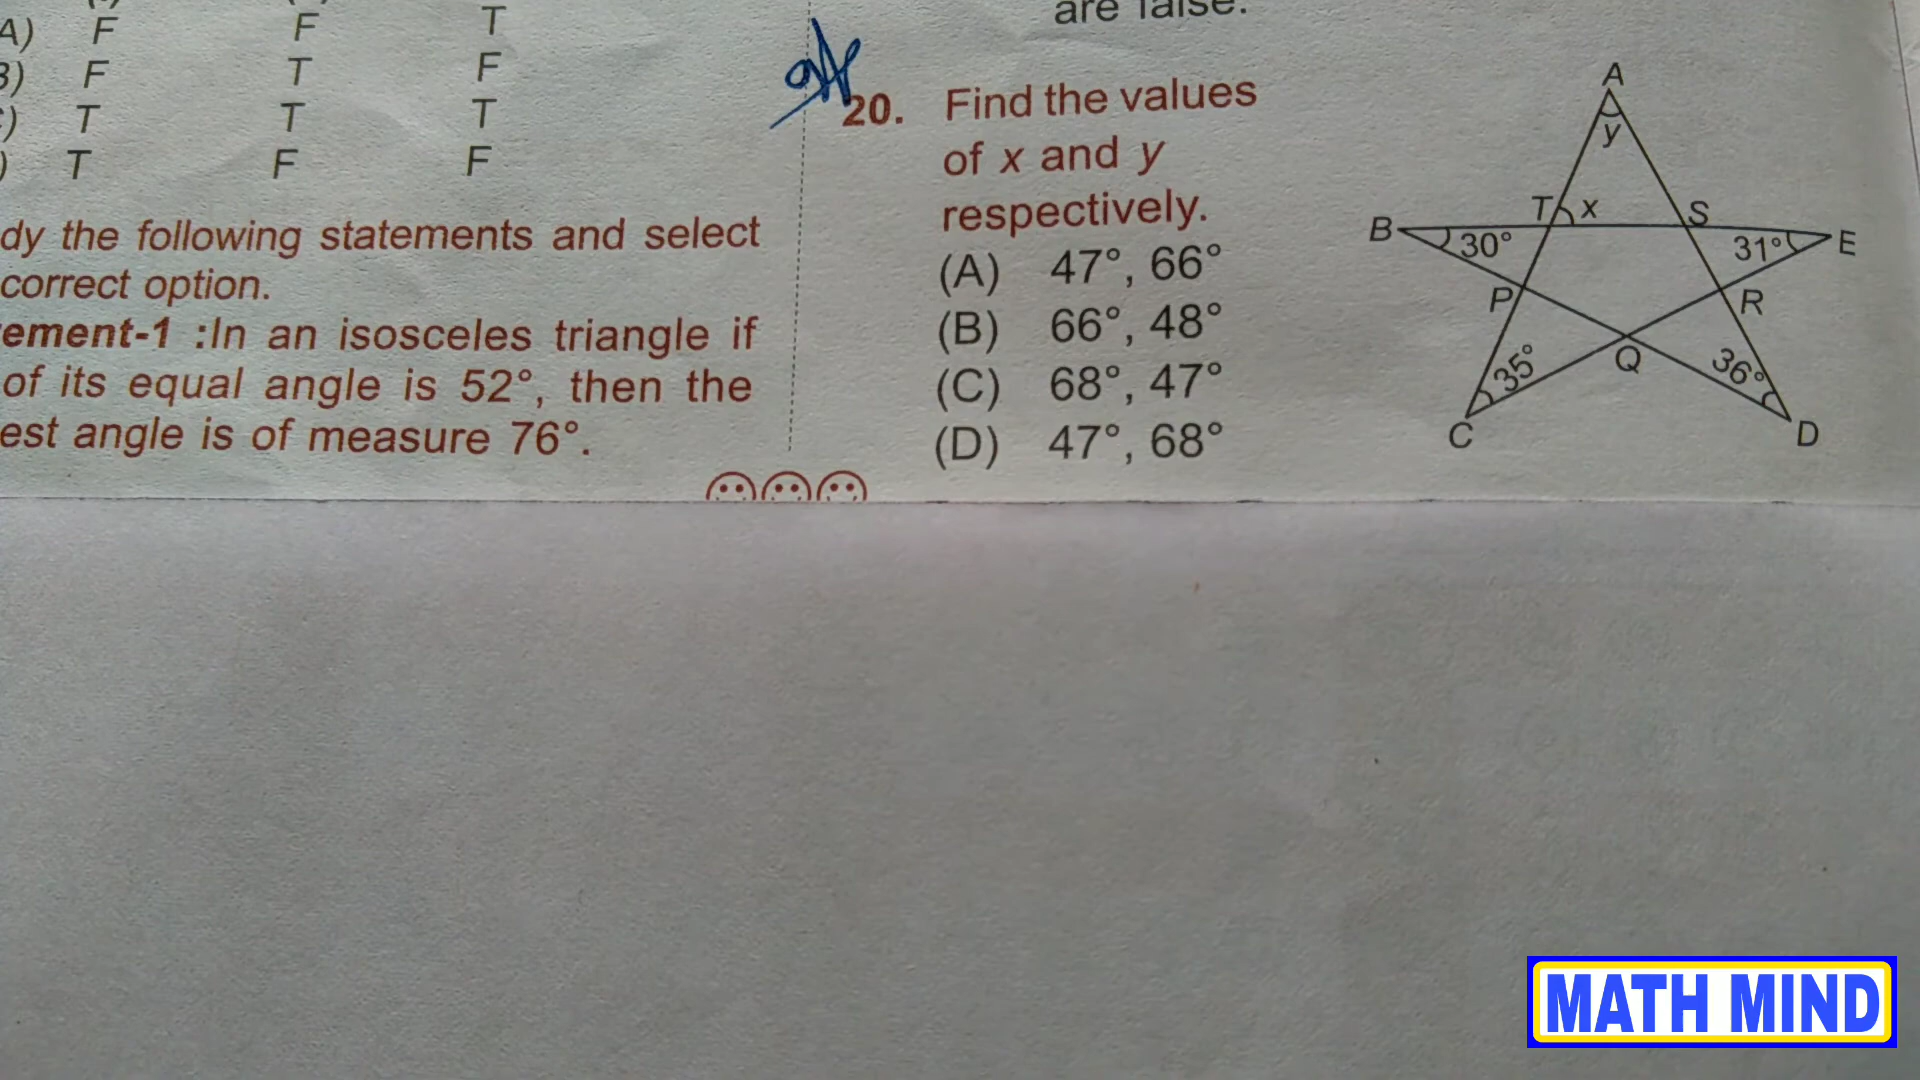 are false.
A) F F T
B) F T F
) T T T
) T F F
dy the following statements and select
correct option.
ement-1 :In an isosceles triangle if
of its equal angle is 52°, then the
est angle is of measure 76°.
20. Find the values
of x and y
respectively.
(A) 47°, 66°
(B) 66°, 48°
(C) 68°, 47°
(D) 47°, 68°
A
y
T x S
B 30° 31° E
P R
Q
35° 36°
C D
MATH MIND